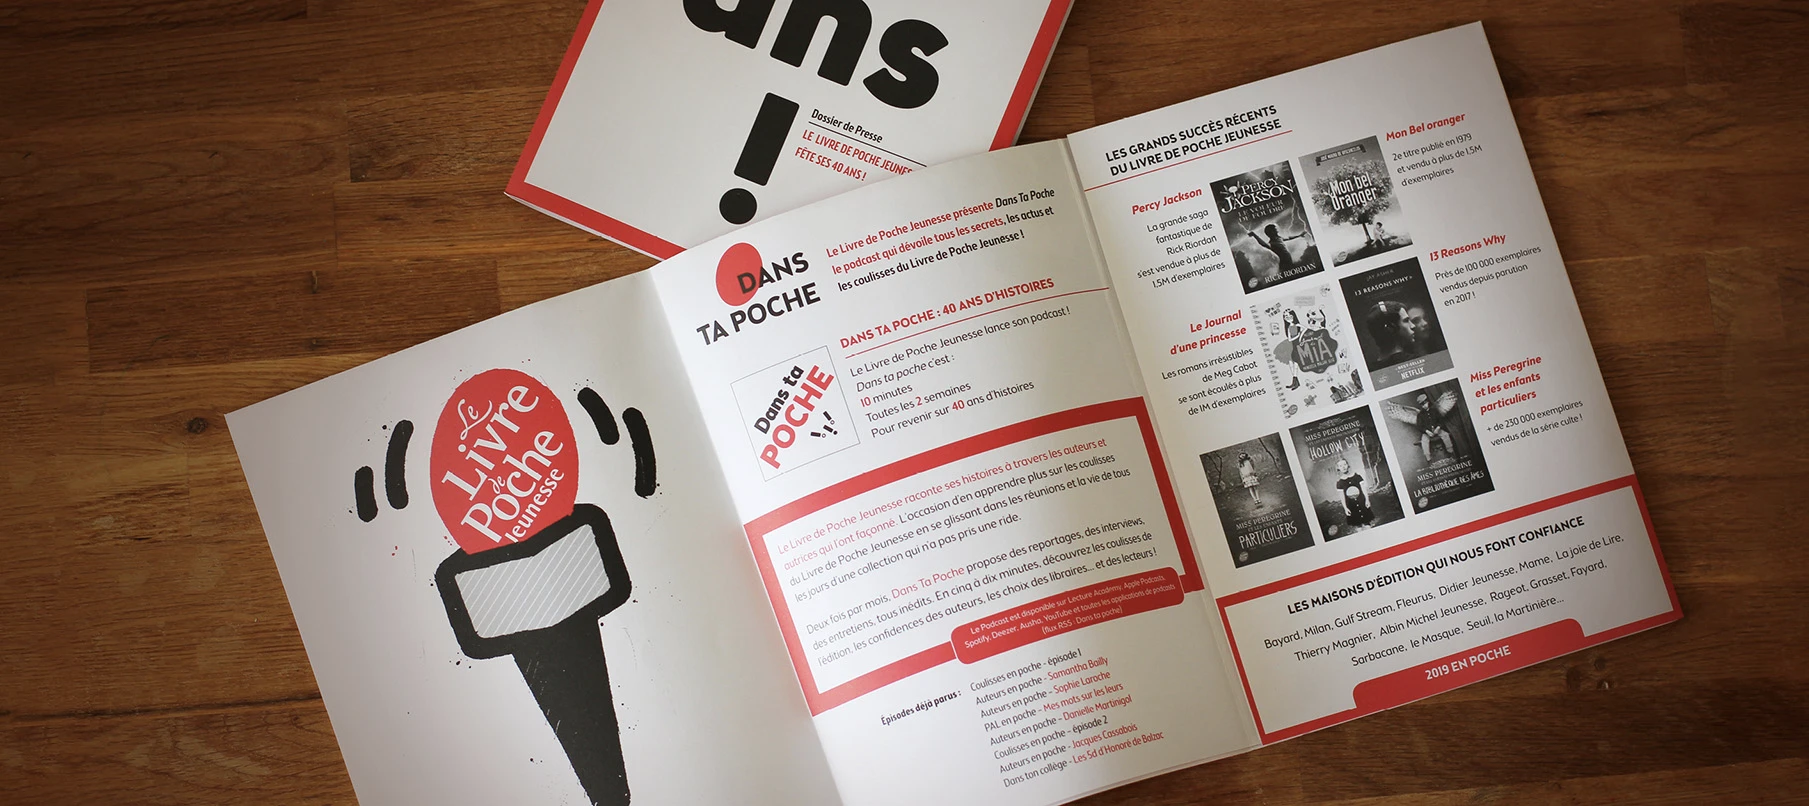 ans
!
Dossier de Presse
LE LIVRE DE POCHE JEUNES
FÊTE SES 40 ANS !
Le
Livre
de
Poche
Jeunesse
DANS
TA POCHE
Le Livre de Poche Jeunesse présente Dans Ta Poche
le podcast qui dévoile tous les secrets, les actus et
les coulisses du Livre de Poche Jeunesse !
DANS TA POCHE : 40 ANS D'HISTOIRES
Le Livre de Poche Jeunesse lance son podcast !
Dans ta poche c'est :
10 minutes
Toutes les 2 semaines
Pour revenir sur 40 ans d'histoires
Dans ta
POCHE
Le Livre de Poche Jeunesse raconte ses histoires à travers les auteurs et
autrices qui l'ont façonné. L'occasion d'en apprendre plus sur les coulisses
du Livre de Poche Jeunesse en se glissant dans les réunions et la vie de tous
les jours d'une collection qui n'a pas pris une ride.
Deux fois par mois, Dans Ta Poche propose des reportages, des interviews,
des entretiens, tous inédits. En cinq à dix minutes, découvrez les coulisses de
l'édition, les confidences des auteurs, les choix des libraires... et des lecteurs !
Le Podcast est disponible sur Lecture Academy, Apple Podcasts,
Spotify, Deezer, Ausha, YouTube et toutes les applications de podcasts
(flux RSS : Dans ta poche)
Épisodes déjà parus :
Coulisses en poche - épisode 1
Auteurs en poche - Samantha Bailly
Auteurs en poche - Sophie Laroche
PAL en poche - Mes mots sur les leurs
Auteurs en poche - Danielle Martinigol
Coulisses en poche - épisode 2
Auteurs en poche - Jacques Cassabois
Dans ton collège - Les 5d d'Honoré de Balzac
LES GRANDS SUCCÈS RÉCENTS
DU LIVRE DE POCHE JEUNESSE
Percy Jackson
La grande saga
fantastique de
Rick Riordan
s'est vendue à plus de
1,5M d'exemplaires
PERCY
JACKSON
LE VOLEUR
DE FOUDRE
RICK RIORDAN
Mon bel
Oranger
Mon Bel oranger
2e titre publié en 1979
et vendu à plus de 1,5M
d'exemplaires
Le Journal
d'une princesse
Les romans irrésistibles
de Meg Cabot
se sont écoulés à plus
de 1M d'exemplaires
MÏA
13 REASONS WHY
BEST-SELLER
NETFLIX
13 Reasons Why
Près de 100 000 exemplaires
vendus depuis parution
en 2017 !
MISS PEREGRINE
PARTICULIERS
MISS PEREGRINE
HOLLOW CITY
MISS PEREGRINE
LA BIBLIOTHÈQUE DES ÂMES
Miss Peregrine
et les enfants
particuliers
+ de 250 000 exemplaires
vendus de la série culte !
LES MAISONS D'ÉDITION QUI NOUS FONT CONFIANCE
Bayard, Milan, Gulf Stream, Fleurus, Didier Jeunesse, Mame, La joie de Lire,
Thierry Magnier, Albin Michel Jeunesse, Rageot, Grasset, Fayard,
Sarbacane, le Masque, Seuil, la Martinière...
2019 EN POCHE